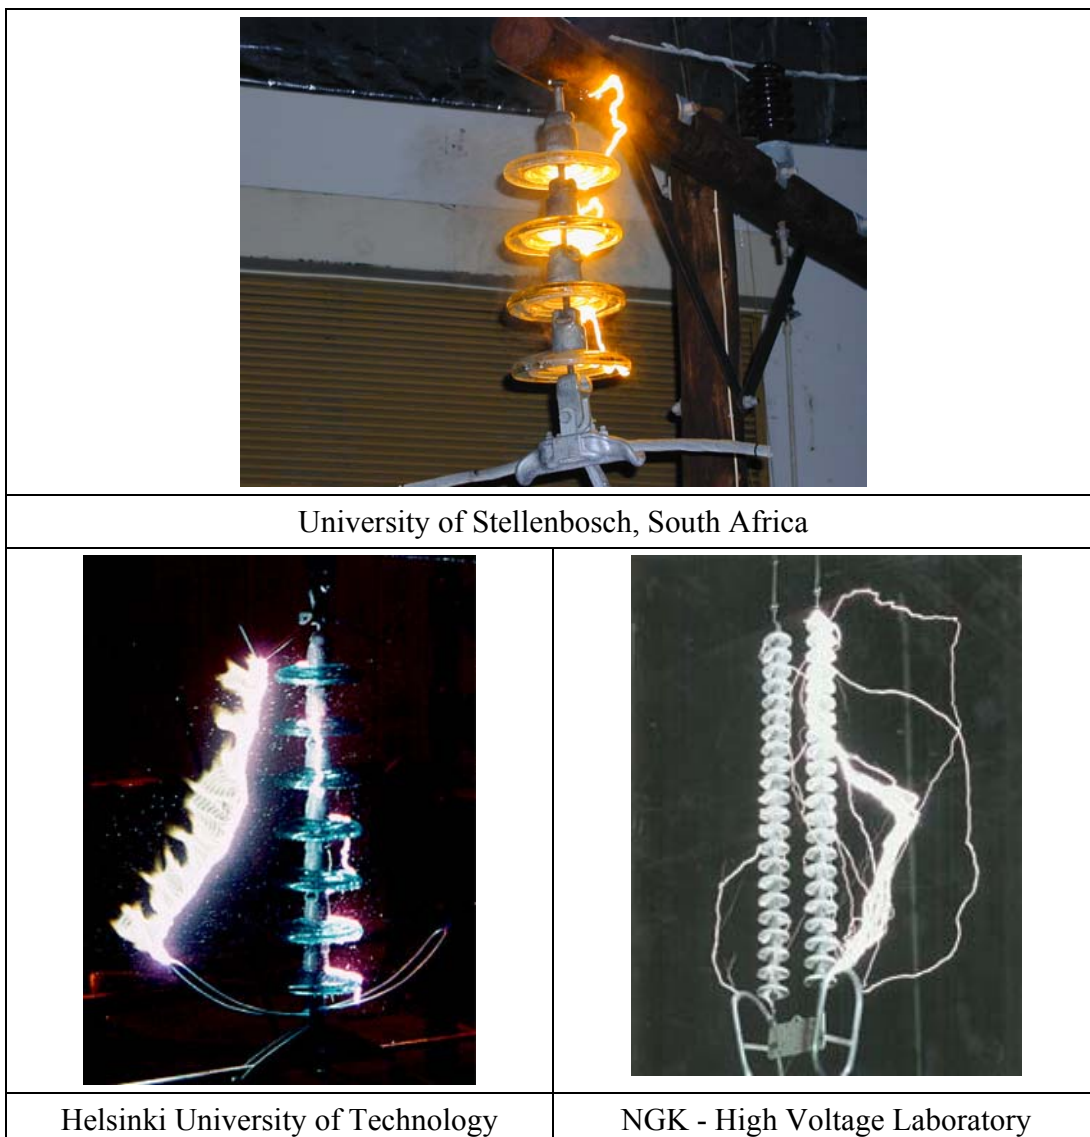 University of Stellenbosch, South Africa
Helsinki University of Technology
NGK - High Voltage Laboratory